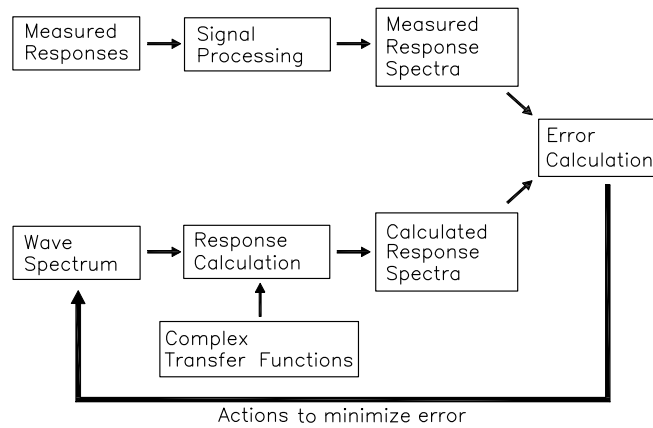 Measured
Responses
Signal
Processing
Measured
Response
Spectra
Error
Calculation
Wave
Spectrum
Response
Calculation
Calculated
Response
Spectra
Complex
Transfer Functions
Actions to minimize error